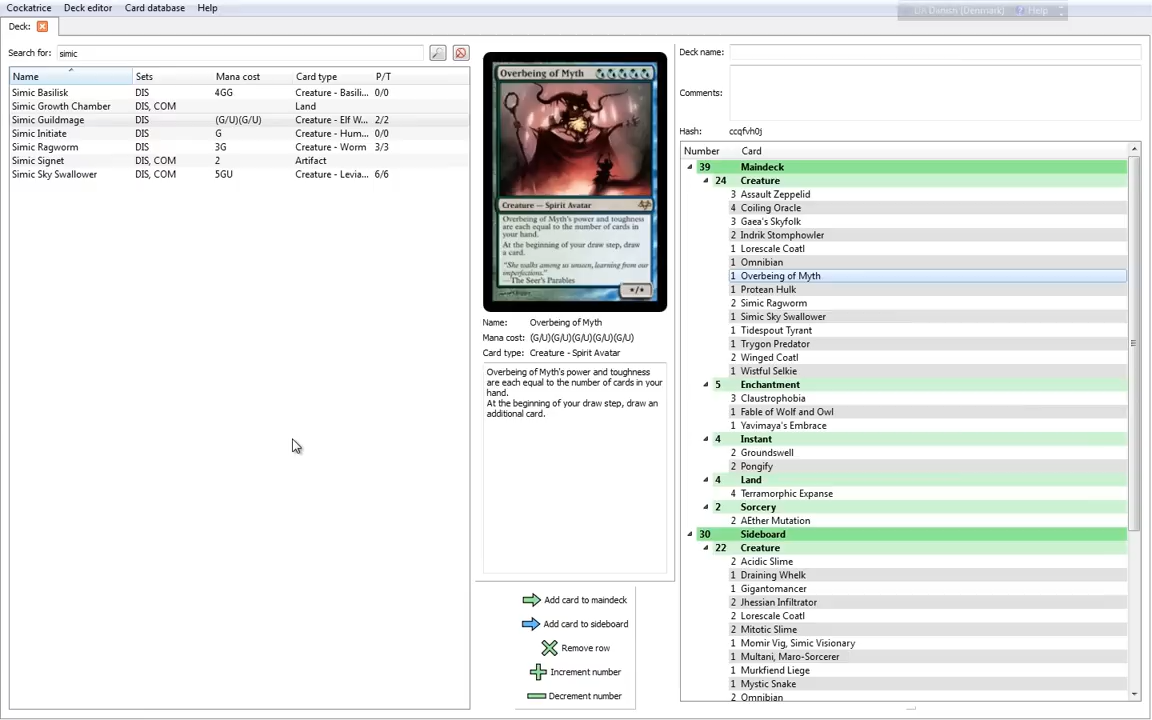 Cockatrice Deck editor Card database Help
DA Danish (Denmark) Help
Deck:
Search for: simic
Name Sets Mana cost Card type P/T
Simic Basilisk DIS 4GG Creature - Basili... 0/0
Simic Growth Chamber DIS, COM Land
Simic Guildmage DIS (G/U)(G/U) Creature - Elf W... 2/2
Simic Initiate DIS G Creature - Hum... 0/0
Simic Ragworm DIS 3G Creature - Worm 3/3
Simic Signet DIS, COM 2 Artifact
Simic Sky Swallower DIS, COM 5GU Creature - Levia... 6/6
Overbeing of Myth
Creature — Spirit Avatar
Overbeing of Myth's power and toughness
are each equal to the number of cards in
your hand.
At the beginning of your draw step, draw
a card.
"She walks among us unseen, learning from our
imperfections."
—The Seer's Parables
*/*
Name: Overbeing of Myth
Mana cost: (G/U)(G/U)(G/U)(G/U)(G/U)
Card type: Creature - Spirit Avatar
Overbeing of Myth's power and toughness
are each equal to the number of cards in your
hand.
At the beginning of your draw step, draw an
additional card.
Add card to maindeck
Add card to sideboard
Remove row
Increment number
Decrement number
Deck name:
Comments:
Hash: ccqfvh0j
Number Card
39 Maindeck
24 Creature
3 Assault Zeppelid
4 Coiling Oracle
3 Gaea's Skyfolk
2 Indrik Stomphowler
1 Lorescale Coatl
1 Omnibian
1 Overbeing of Myth
1 Protean Hulk
2 Simic Ragworm
1 Simic Sky Swallower
1 Tidespout Tyrant
1 Trygon Predator
2 Winged Coatl
1 Wistful Selkie
5 Enchantment
3 Claustrophobia
1 Fable of Wolf and Owl
1 Yavimaya's Embrace
4 Instant
2 Groundswell
2 Pongify
4 Land
4 Terramorphic Expanse
2 Sorcery
2 AEther Mutation
30 Sideboard
22 Creature
2 Acidic Slime
1 Draining Whelk
1 Gigantomancer
2 Jhessian Infiltrator
2 Lorescale Coatl
2 Mitotic Slime
1 Momir Vig, Simic Visionary
1 Multani, Maro-Sorcerer
1 Murkfiend Liege
1 Mystic Snake
2 Omnibian